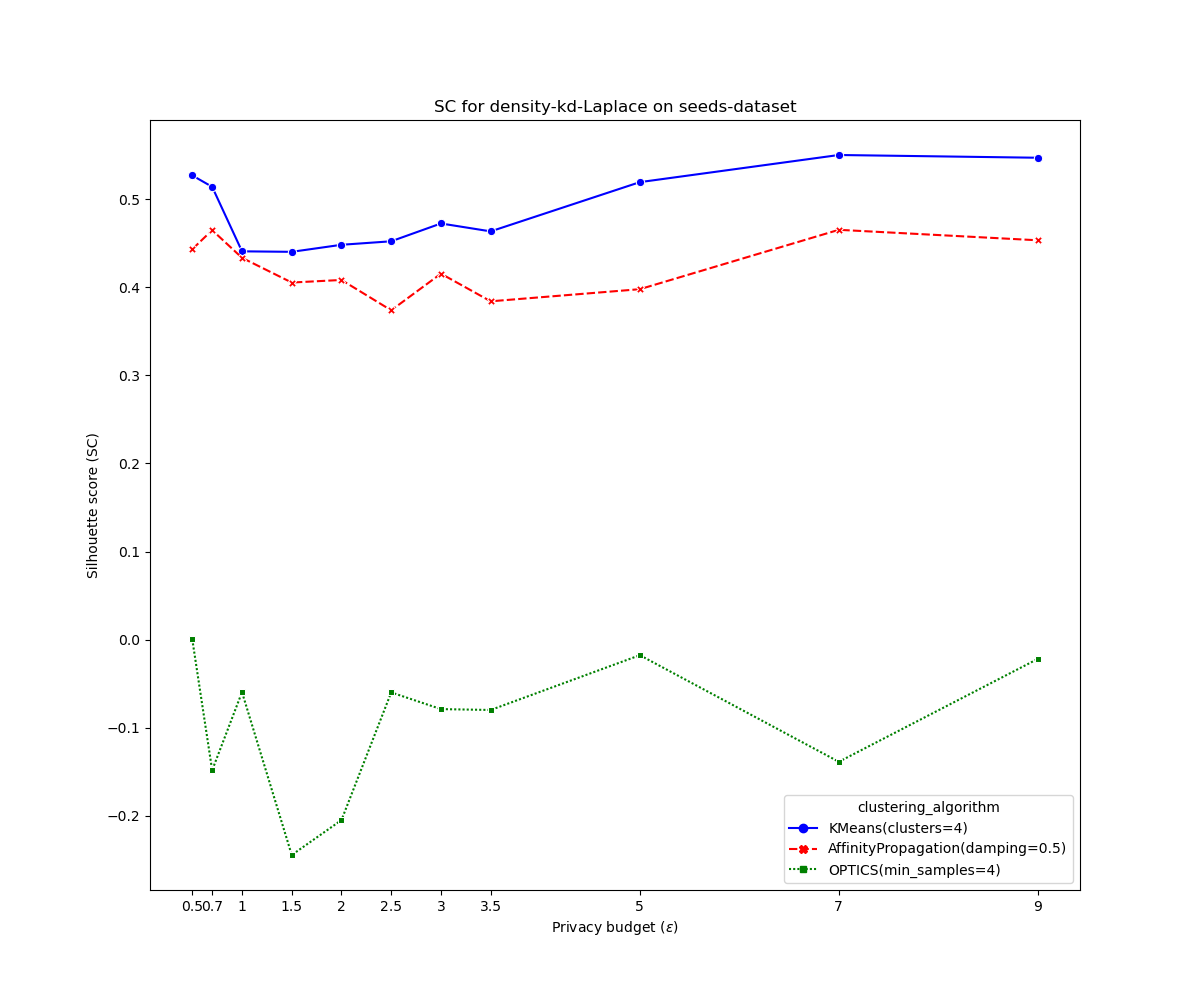 SC for density-kd-Laplace on seeds-dataset
Silhouette score (SC)
0.5
0.4
0.3
0.2
0.1
0.0
−0.1
−0.2
clustering_algorithm
KMeans(clusters=4)
AffinityPropagation(damping=0.5)
OPTICS(min_samples=4)
0.5 0.7 1 1.5 2 2.5 3 3.5 5 7 9
Privacy budget (ε)